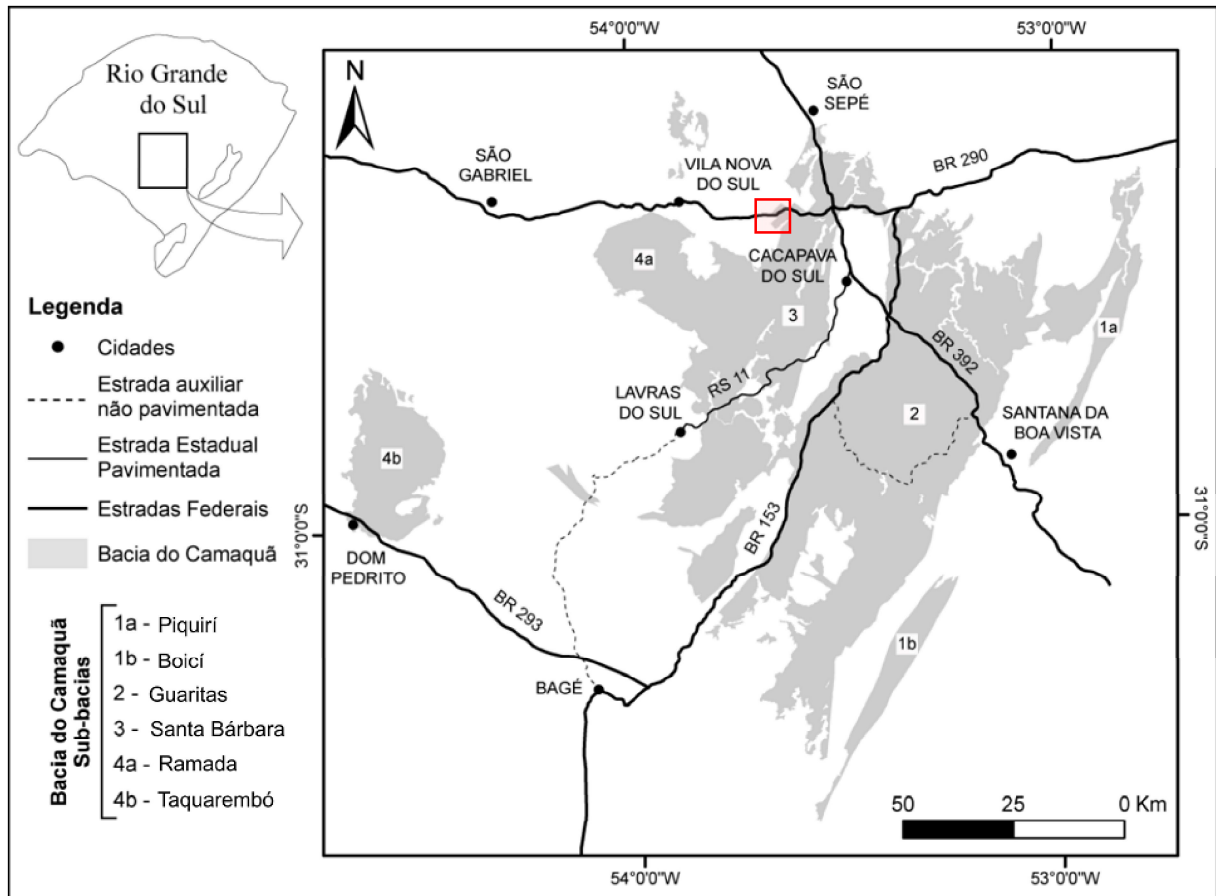 54°0'0"W
53°0'0"W
Rio Grande
do Sul
N
SÃO
SEPÉ
SÃO
GABRIEL
VILA NOVA
DO SUL
BR 290
4a
CACAPAVA
DO SUL
1a
3
Legenda
Cidades
Estrada auxiliar
não pavimentada
Estrada Estadual
Pavimentada
Estradas Federais
Bacia do Camaquã
BR 392
RS 11
LAVRAS
DO SUL
2
SANTANA DA
BOA VISTA
4b
31°0'0"S
31°0'0"S
BR 153
DOM
PEDRITO
BR 293
1b
BAGÉ
Bacia do Camaquã
Sub-bacias
1a - Piquirí
1b - Boicí
2 - Guaritas
3 - Santa Bárbara
4a - Ramada
4b - Taquarembó
50
25
0 Km
54°0'0"W
53°0'0"W